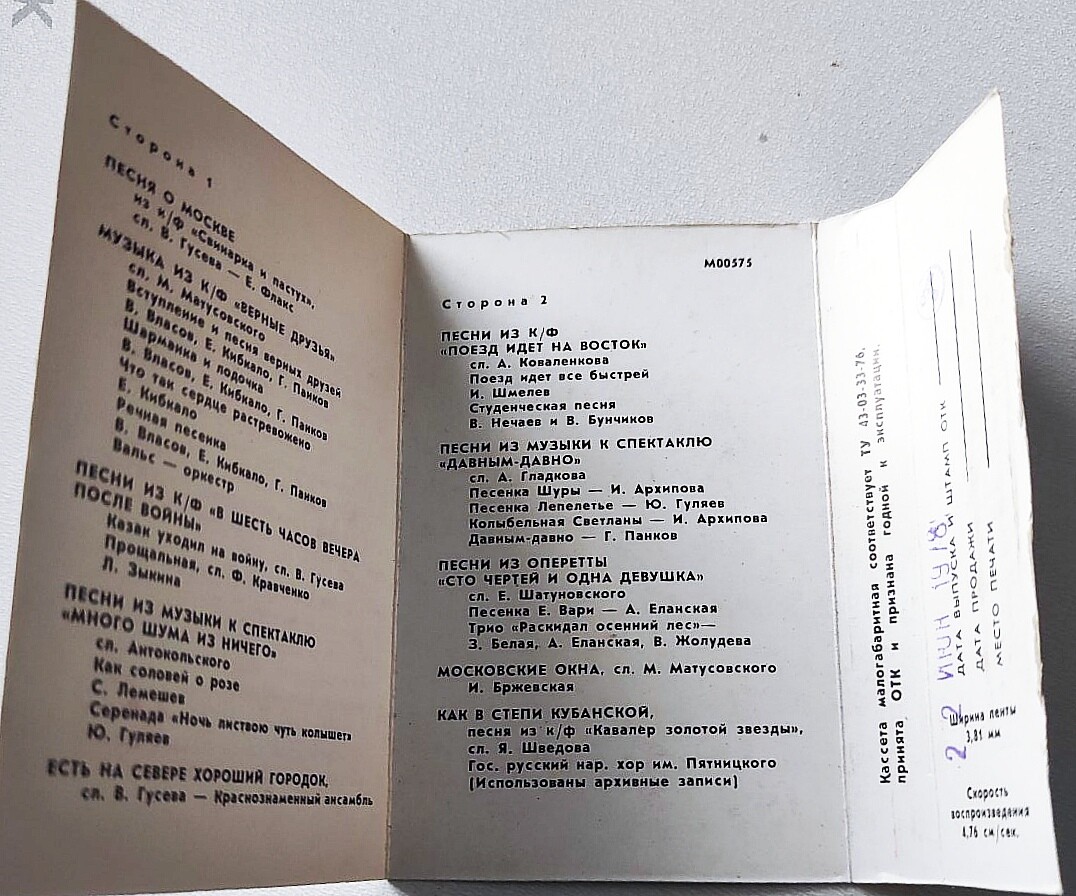 Сторона 1
ПЕСНЯ О МОСКВЕ
из к/ф «Свинарка и пастух»,
сл. В. Гусева — Е. Флакс
МУЗЫКА ИЗ К/Ф «ВЕРНЫЕ ДРУЗЬЯ»
сл. М. Матусовского
Вступление и песня верных друзей
В. Власов, Е. Кибкало, Г. Панков
Шарманка и лодочка
В. Власов, Е. Кибкало, Г. Панков
Что так сердце растревожено
Е. Кибкало
Речная песенка
В. Власов, Е. Кибкало, Г. Панков
Вальс — оркестр
ПЕСНИ ИЗ К/Ф «В ШЕСТЬ ЧАСОВ ВЕЧЕРА
ПОСЛЕ ВОЙНЫ»
Казак уходил на войну, сл. В. Гусева
Прощальная, сл. Ф. Кравченко
Л. Зыкина
ПЕСНИ ИЗ МУЗЫКИ К СПЕКТАКЛЮ
«МНОГО ШУМА ИЗ НИЧЕГО»
сл. Антокольского
Как соловей о розе
С. Лемешев
Серенада «Ночь листвою чуть колышет»
Ю. Гуляев
ЕСТЬ НА СЕВЕРЕ ХОРОШИЙ ГОРОДОК,
сл. В. Гусева — Краснознаменный ансамбль
М00575
Сторона 2
ПЕСНИ ИЗ К/Ф
«ПОЕЗД ИДЕТ НА ВОСТОК»
сл. А. Коваленкова
Поезд идет все быстрей
И. Шмелев
Студенческая песня
В. Нечаев и В. Бунчиков
ПЕСНИ ИЗ МУЗЫКИ К СПЕКТАКЛЮ
«ДАВНЫМ-ДАВНО»
сл. А. Гладкова
Песенка Шуры — И. Архипова
Песенка Лепелетье — Ю. Гуляев
Колыбельная Светланы — И. Архипова
Давным-давно — Г. Панков
ПЕСНИ ИЗ ОПЕРЕТТЫ
«СТО ЧЕРТЕЙ И ОДНА ДЕВУШКА»
сл. Е. Шатуновского
Песенка Е. Вари — А. Еланская
Трио «Раскидал осенний лес»—
З. Белая, А. Еланская, В. Жолудева
МОСКОВСКИЕ ОКНА, сл. М. Матусовского
И. Бржевская
КАК В СТЕПИ КУБАНСКОЙ,
песня из к/ф «Кавалер золотой звезды»,
сл. Я. Шведова
Гос. русский нар. хор им. Пятницкого
(Использованы архивные записи)
Кассета малогабаритная соответствует ТУ 43-03-33-76,
принята ОТК и признана годной к эксплуатации.
2 2 ИЮН 1978
ДАТА ВЫПУСКА И ШТАМП ОТК
ДАТА ПРОДАЖИ
МЕСТО ПЕЧАТИ
Ширина ленты
3,81 мм
Скорость
воспроизведения
4,76 см/сек.